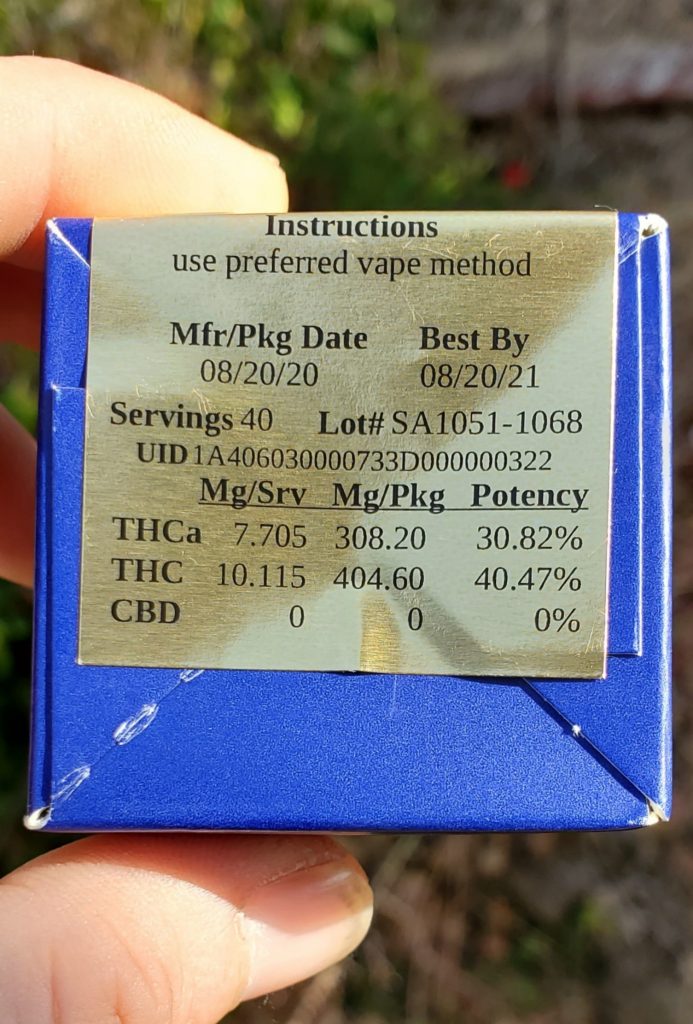 Instructions
use preferred vape method
Mfr/Pkg Date Best By
08/20/20 08/20/21
Servings 40 Lot# SA1051-1068
UID 1A406030000733D000000322
Mg/Srv Mg/Pkg Potency
THCa 7.705 308.20 30.82%
THC 10.115 404.60 40.47%
CBD 0 0 0%